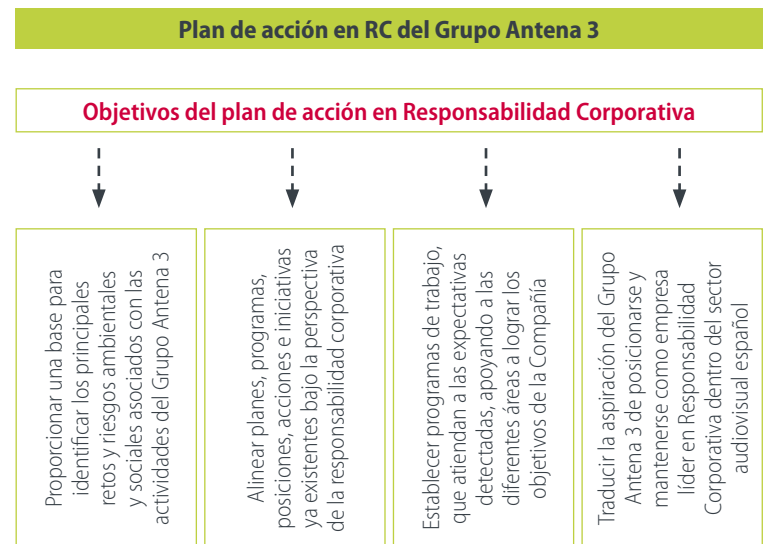 Plan de acción en RC del Grupo Antena 3
Objetivos del plan de acción en Responsabilidad Corporativa
Proporcionar una base para
identificar los principales
retos y riesgos ambientales
y sociales asociados con las
actividades del Grupo Antena 3
Alinear planes, programas,
posiciones, acciones e iniciativas
ya existentes bajo la perspectiva
de la responsabilidad corporativa
Establecer programas de trabajo,
que atiendan a las expectativas
detectadas, apoyando a las
diferentes áreas a lograr los
objetivos de la Compañía
Traducir la aspiración del Grupo
Antena 3 de posicionarse y
mantenerse como empresa
líder en Responsabilidad
Corporativa dentro del sector
audiovisual español